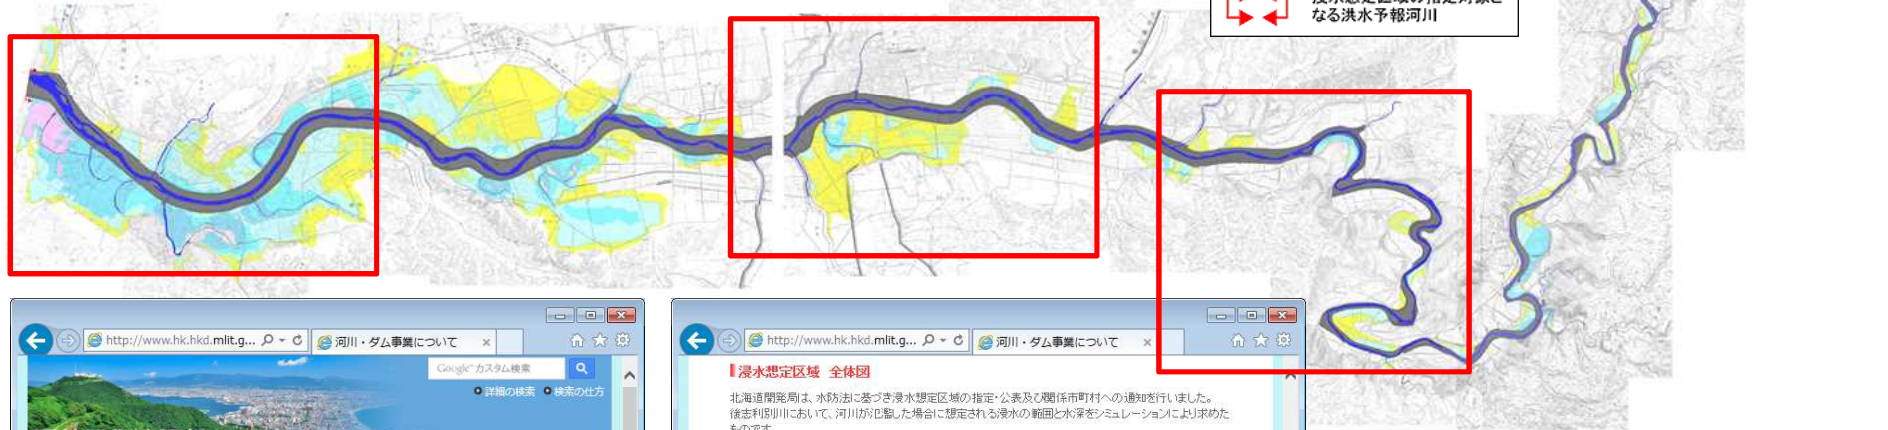 なる洪水予報河川
http://www.hk.hkd.mlit.g...
河川・ダム事業について
Google™ カスタム検索
詳細の検索 検索の仕方
http://www.hk.hkd.mlit.g...
河川・ダム事業について
浸水想定区域 全体図
北海道開発局は、水防法に基づき浸水想定区域の指定・公表及び関係市町村への通知を行いました。
後志利別川において、河川が氾濫した場合に想定される浸水の範囲と水深をシミュレーションにより求めた
ものです